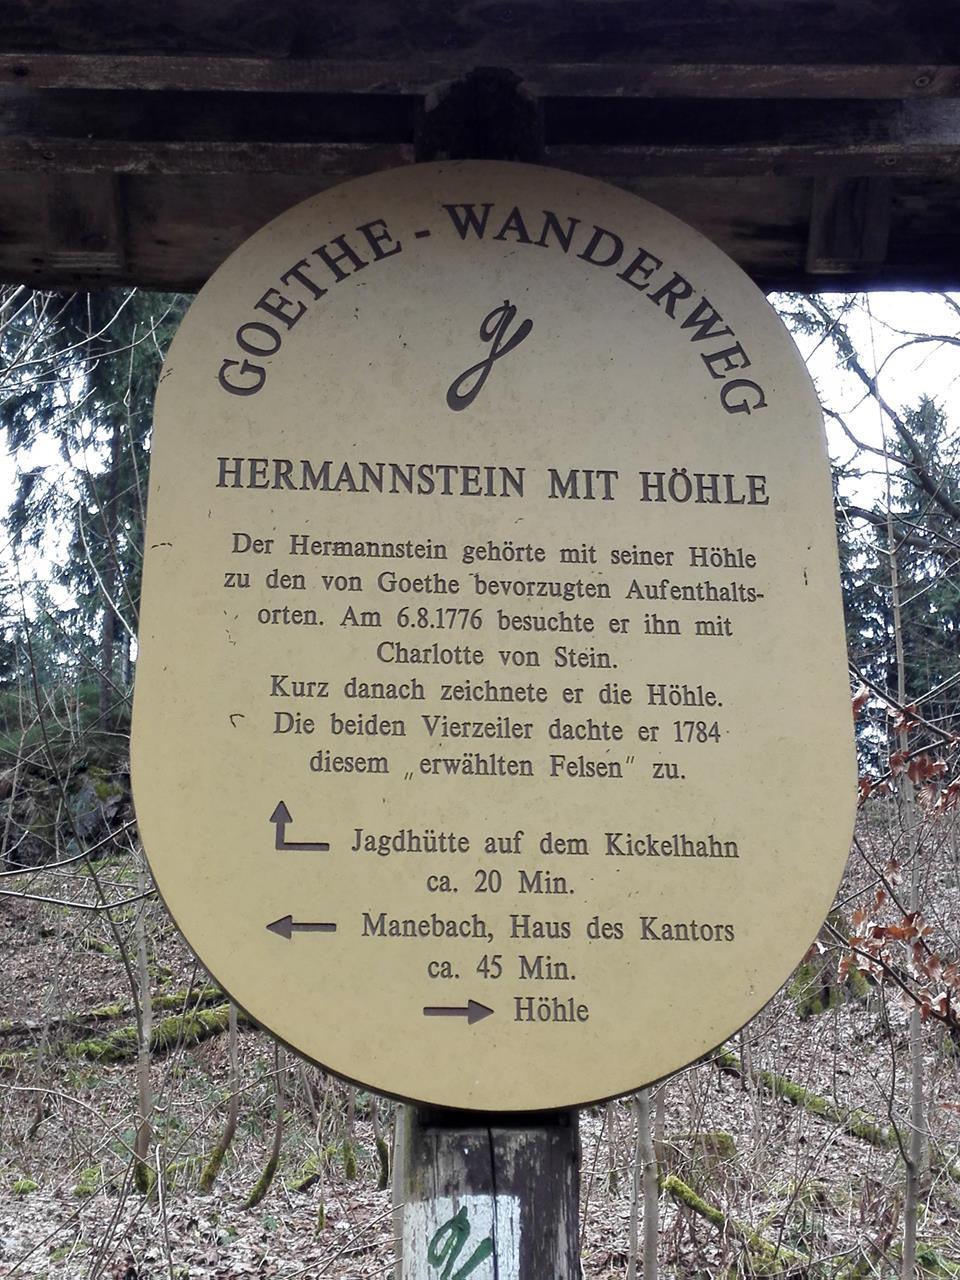 GOETHE-WANDERWEG
g
HERMANNSTEIN MIT HÖHLE
Der Hermannstein gehörte mit seiner Höhle
zu den von Goethe bevorzugten Aufenthalts-
orten. Am 6.8.1776 besuchte er ihn mit
Charlotte von Stein.
Kurz danach zeichnete er die Höhle.
Die beiden Vierzeiler dachte er 1784
diesem „erwählten Felsen" zu.
Jagdhütte auf dem Kickelhahn
ca. 20 Min.
Manebach, Haus des Kantors
ca. 45 Min.
Höhle
g